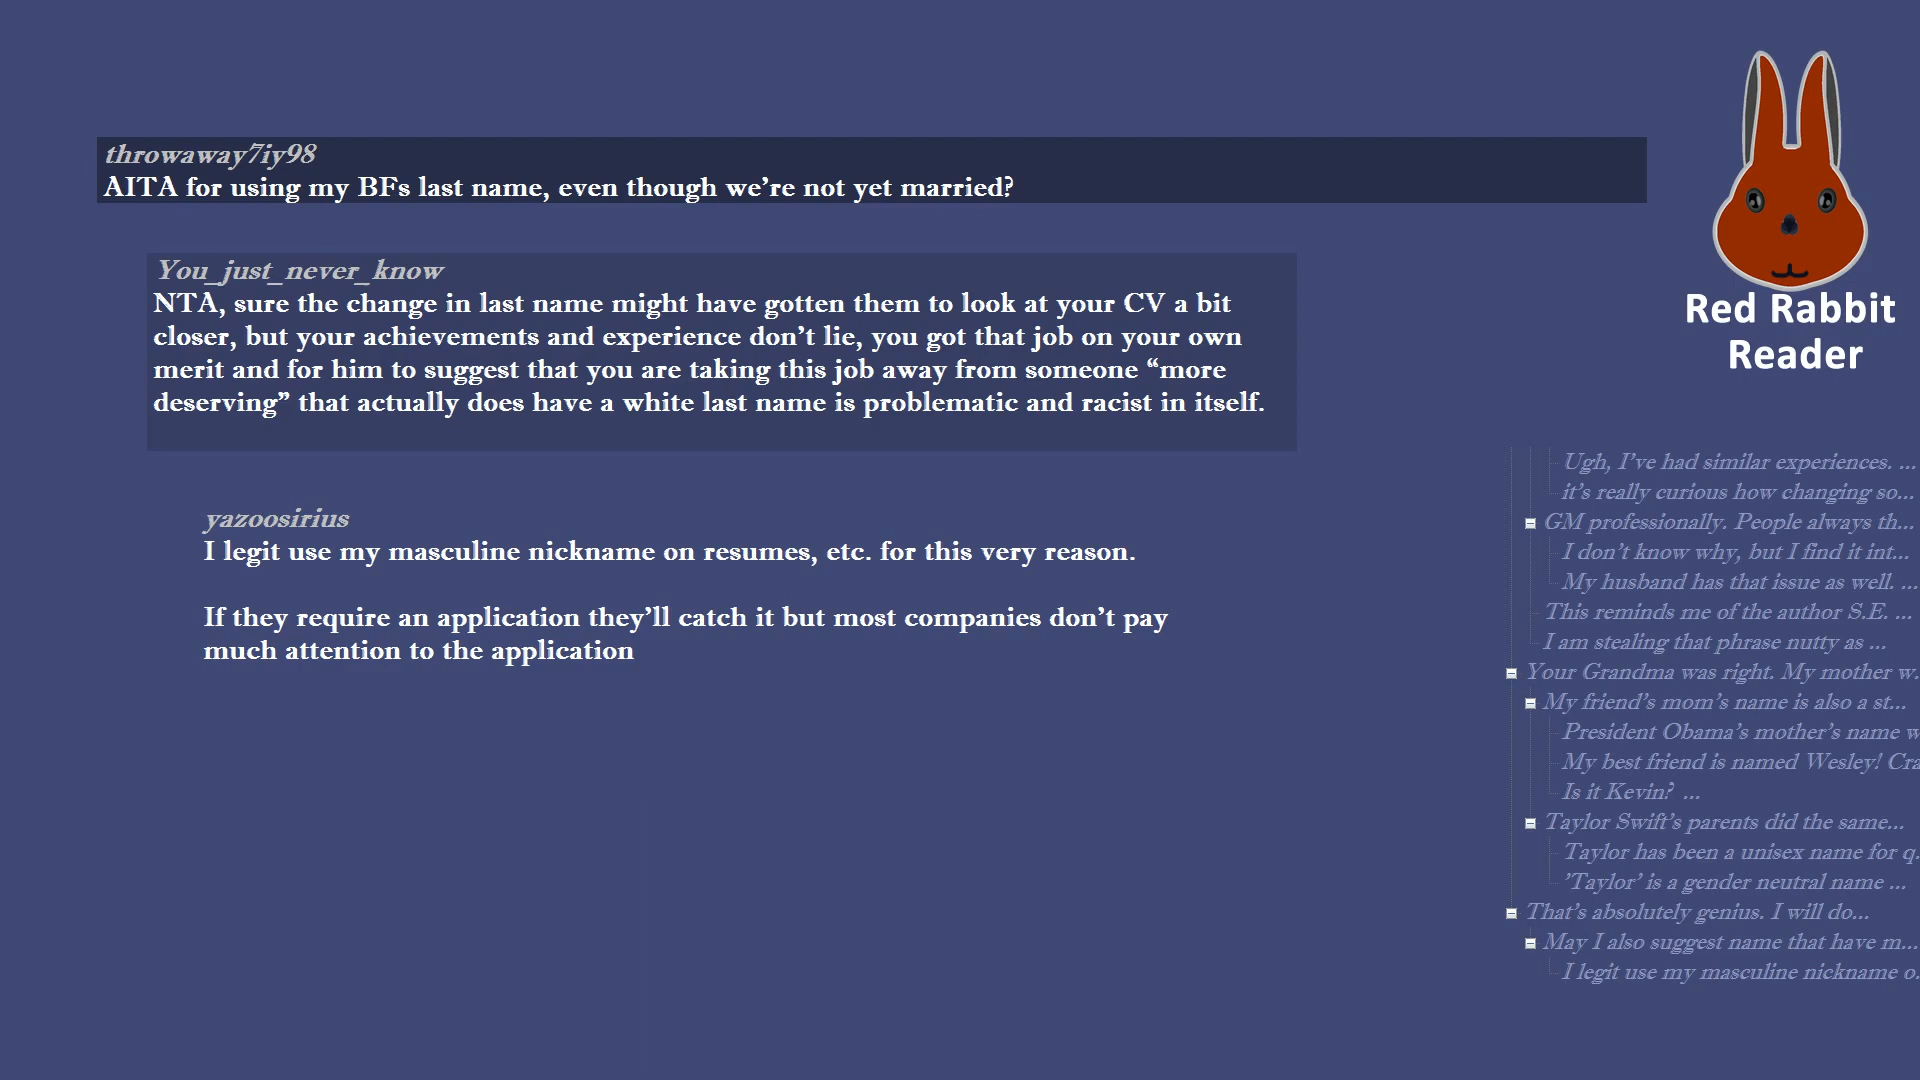 throwaway7iy98
AITA for using my BFs last name, even though we're not yet married?
You_just_never_know
NTA, sure the change in last name might have gotten them to look at your CV a bit
closer, but your achievements and experience don't lie, you got that job on your own
merit and for him to suggest that you are taking this job away from someone “more
deserving” that actually does have a white last name is problematic and racist in itself.
yazoosirius
I legit use my masculine nickname on resumes, etc. for this very reason.
If they require an application they'll catch it but most companies don't pay
much attention to the application
Red Rabbit
Reader
Ugh, I've had similar experiences. ...
it's really curious how changing so...
GM professionally. People always th...
I don't know why, but I find it int...
My husband has that issue as well. ...
This reminds me of the author S.E. ...
I am stealing that phrase nutty as ...
Your Grandma was right. My mother w.
My friend's mom's name is also a st...
President Obama's mother's name w
My best friend is named Wesley! Cra
Is it Kevin? ...
Taylor Swift's parents did the same...
Taylor has been a unisex name for q.
'Taylor' is a gender neutral name ...
That's absolutely genius. I will do...
May I also suggest name that have m...
I legit use my masculine nickname o.